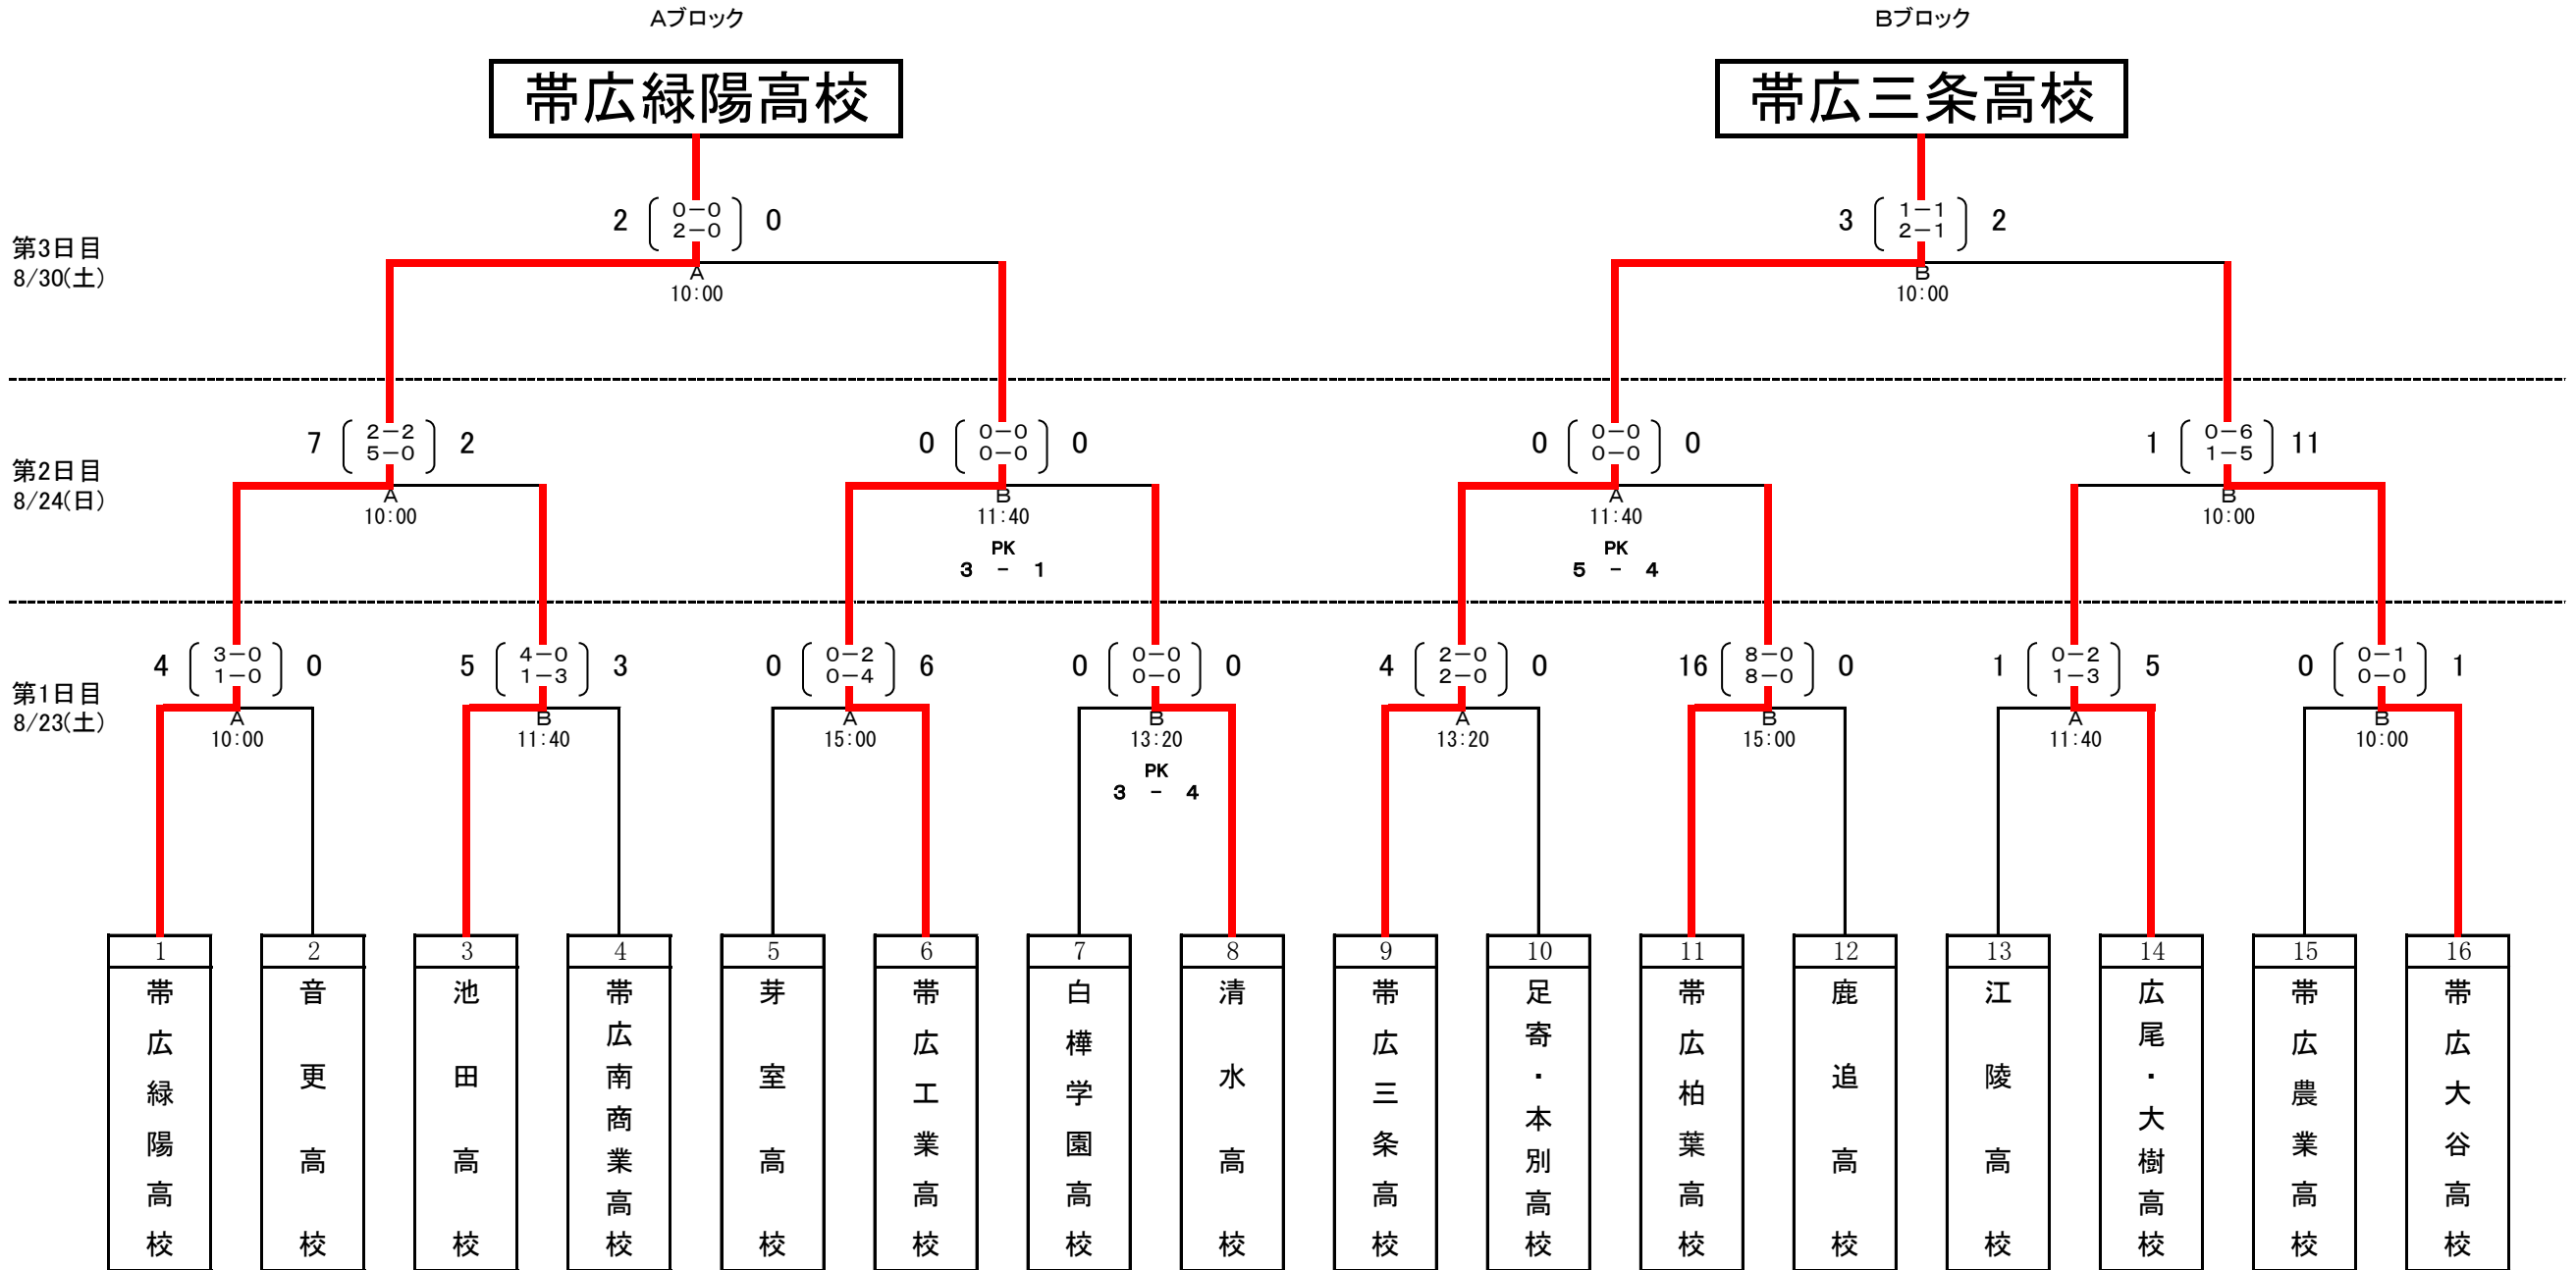 Aブロック
Bブロック
帯広緑陽高校
帯広三条高校
第3日目
8/30(土)
2 0-0 0
2-0
A
10:00
3 1-1 2
2-1
B
10:00
第2日目
8/24(日)
7 2-2 2
5-0
A
10:00
0 0-0 0
0-0
B
11:40
PK
3 - 1
0 0-0 0
0-0
A
11:40
PK
5 - 4
1 0-6 11
1-5
B
10:00
第1日目
8/23(土)
4 3-0 0
1-0
A
10:00
5 4-0 3
1-3
B
11:40
0 0-2 6
0-4
A
15:00
0 0-0 0
0-0
B
13:20
PK
3 - 4
4 2-0 0
2-0
A
13:20
16 8-0 0
8-0
B
15:00
1 0-2 5
1-3
A
11:40
0 0-1 1
0-0
B
10:00
1
帯広緑陽高校
2
音更高校
3
池田高校
4
帯広南商業高校
5
芽室高校
6
帯広工業高校
7
白樺学園高校
8
清水高校
9
帯広三条高校
10
足寄・本別高校
11
帯広柏葉高校
12
鹿追高校
13
江陵高校
14
広尾・大樹高校
15
帯広農業高校
16
帯広大谷高校